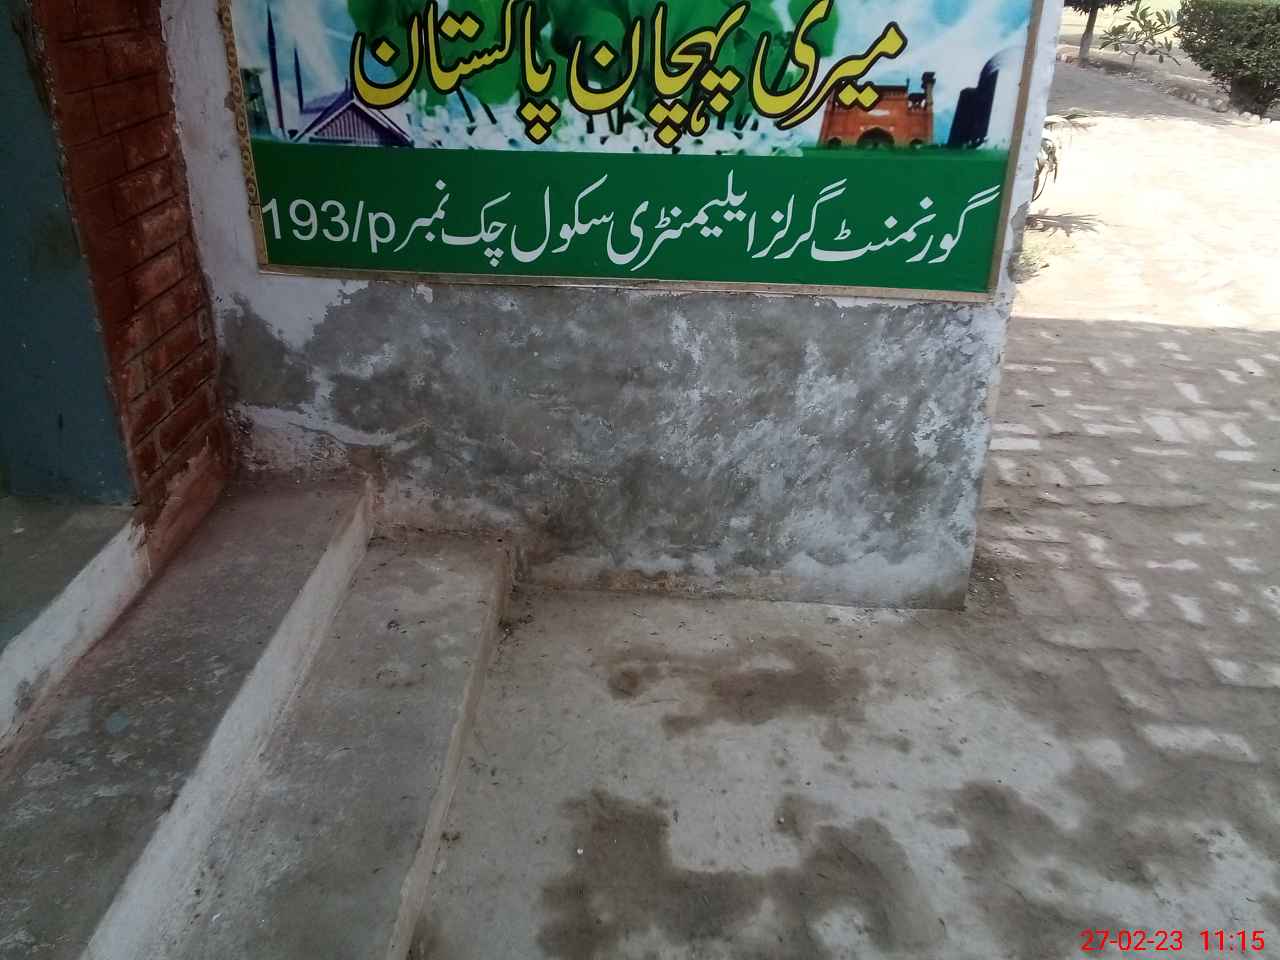 میری پہچان پاکستان
گورنمنٹ گرلز ایلیمنٹری سکول چک نمبر 193/p
27-02-23 11:15